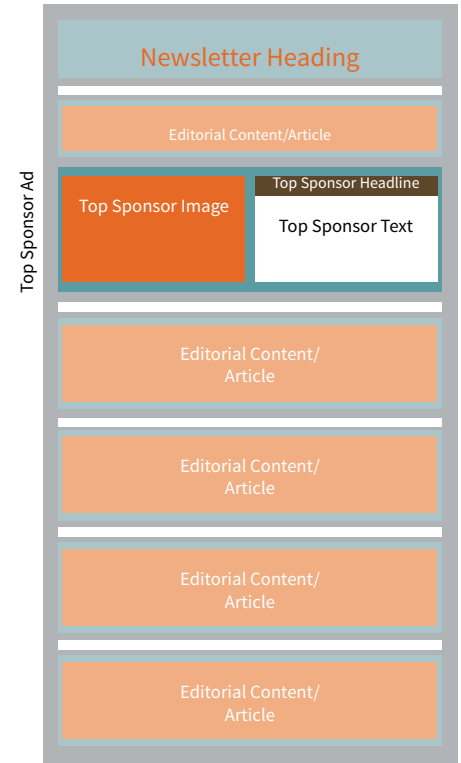 Newsletter Heading
Editorial Content/Article
Top Sponsor Ad
Top Sponsor Image
Top Sponsor Headline
Top Sponsor Text
Editorial Content/
Article
Editorial Content/
Article
Editorial Content/
Article
Editorial Content/
Article